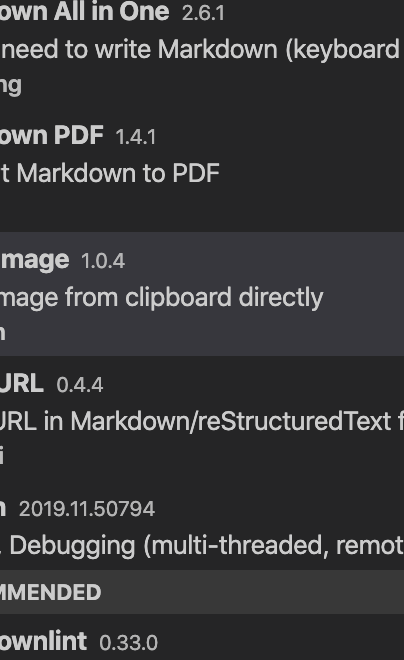 own All in One 2.6.1
need to write Markdown (keyboard
ng
own PDF 1.4.1
t Markdown to PDF
mage 1.0.4
mage from clipboard directly
n
URL 0.4.4
URL in Markdown/reStructuredText f
i
n 2019.11.50794
, Debugging (multi-threaded, remot
MMENDED
ownlint 0.33.0